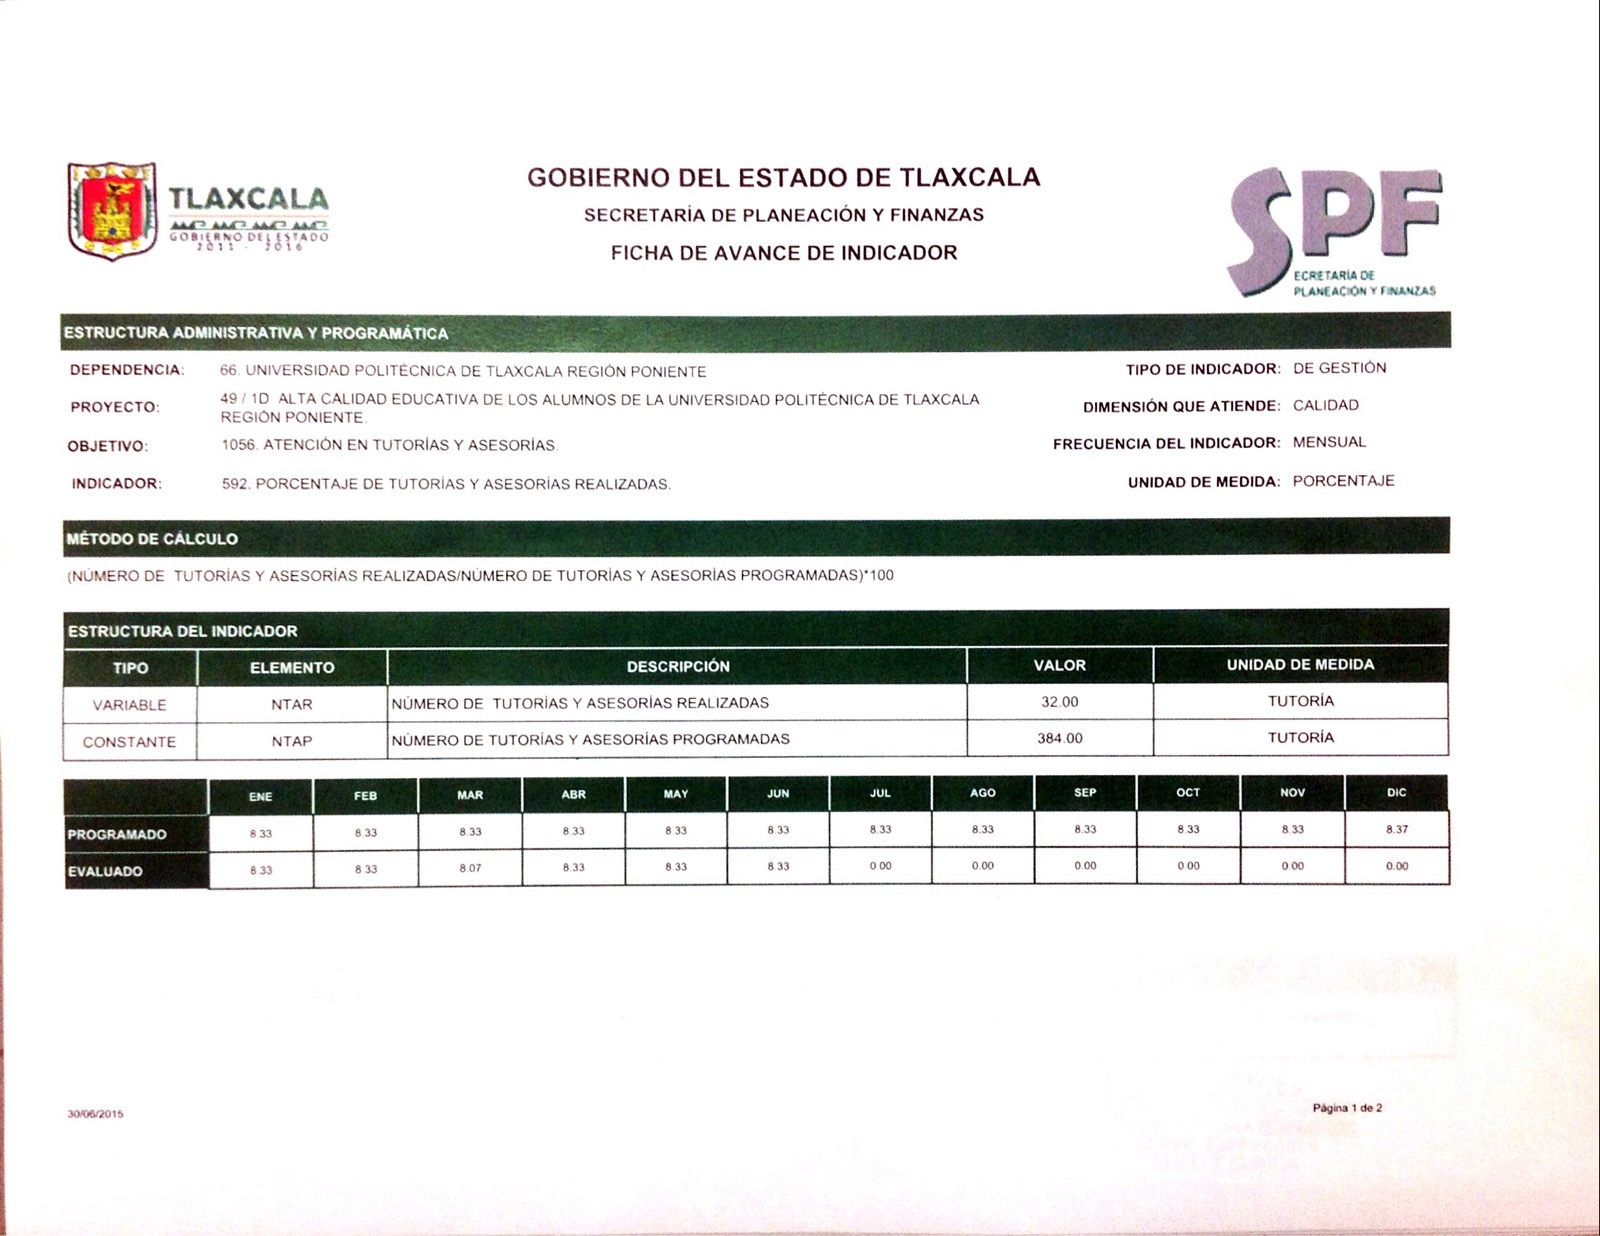 TLAXCALA
GOBIERNO DEL ESTADO
2011 - 2016
GOBIERNO DEL ESTADO DE TLAXCALA
SECRETARÍA DE PLANEACIÓN Y FINANZAS
FICHA DE AVANCE DE INDICADOR
SPF
ECRETARÍA DE
PLANEACIÓN Y FINANZAS
ESTRUCTURA ADMINISTRATIVA Y PROGRAMÁTICA
DEPENDENCIA: 66. UNIVERSIDAD POLITÉCNICA DE TLAXCALA REGIÓN PONIENTE
TIPO DE INDICADOR: DE GESTIÓN
PROYECTO: 49 / 1D ALTA CALIDAD EDUCATIVA DE LOS ALUMNOS DE LA UNIVERSIDAD POLITÉCNICA DE TLAXCALA
REGIÓN PONIENTE.
DIMENSIÓN QUE ATIENDE: CALIDAD
OBJETIVO: 1056. ATENCIÓN EN TUTORÍAS Y ASESORÍAS.
FRECUENCIA DEL INDICADOR: MENSUAL
INDICADOR: 592. PORCENTAJE DE TUTORÍAS Y ASESORÍAS REALIZADAS.
UNIDAD DE MEDIDA: PORCENTAJE
MÉTODO DE CÁLCULO
(NÚMERO DE TUTORÍAS Y ASESORÍAS REALIZADAS/NÚMERO DE TUTORÍAS Y ASESORÍAS PROGRAMADAS)*100
ESTRUCTURA DEL INDICADOR
TIPO ELEMENTO DESCRIPCIÓN VALOR UNIDAD DE MEDIDA
VARIABLE NTAR NÚMERO DE TUTORÍAS Y ASESORÍAS REALIZADAS 32.00 TUTORÍA
CONSTANTE NTAP NÚMERO DE TUTORÍAS Y ASESORÍAS PROGRAMADAS 384.00 TUTORÍA
ENE FEB MAR ABR MAY JUN JUL AGO SEP OCT NOV DIC
PROGRAMADO 8.33 8.33 8.33 8.33 8.33 8.33 8.33 8.33 8.33 8.33 8.33 8.37
EVALUADO 8.33 8.33 8.07 8.33 8.33 8.33 0.00 0.00 0.00 0.00 0.00 0.00
30/06/2015
Página 1 de 2